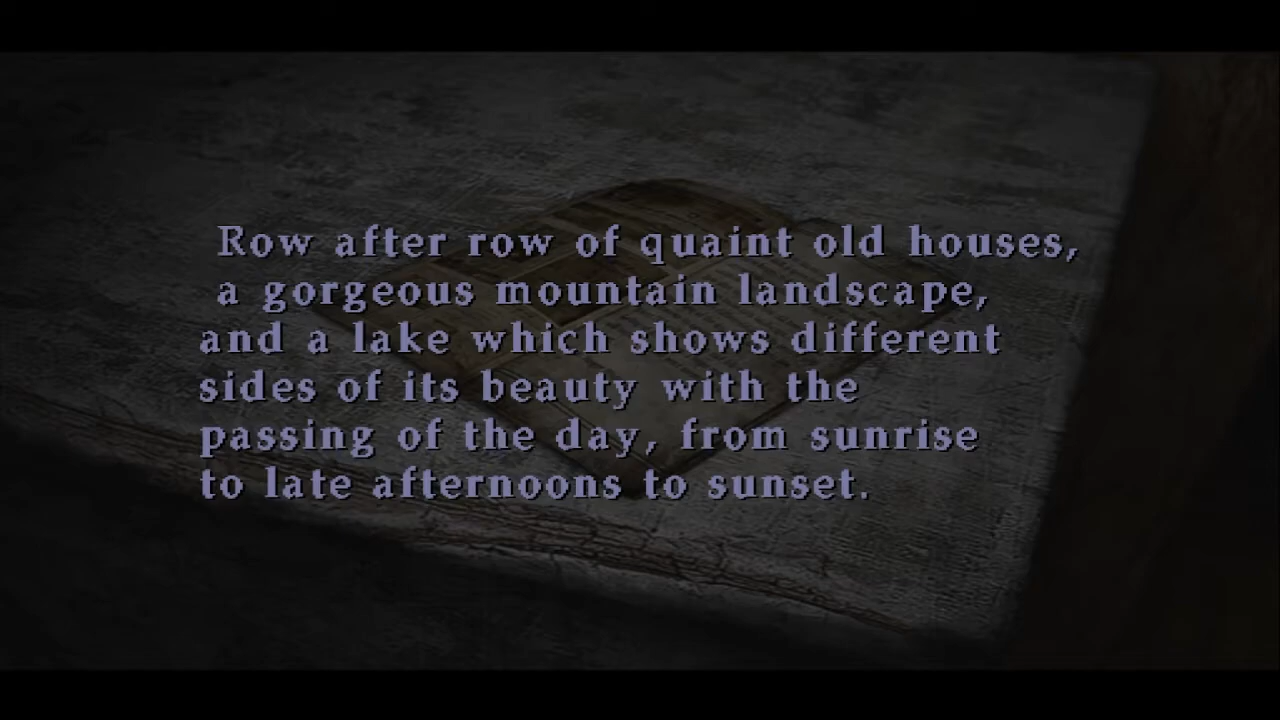 Row after row of quaint old houses,
a gorgeous mountain landscape,
and a lake which shows different
sides of its beauty with the
passing of the day, from sunrise
to late afternoons to sunset.